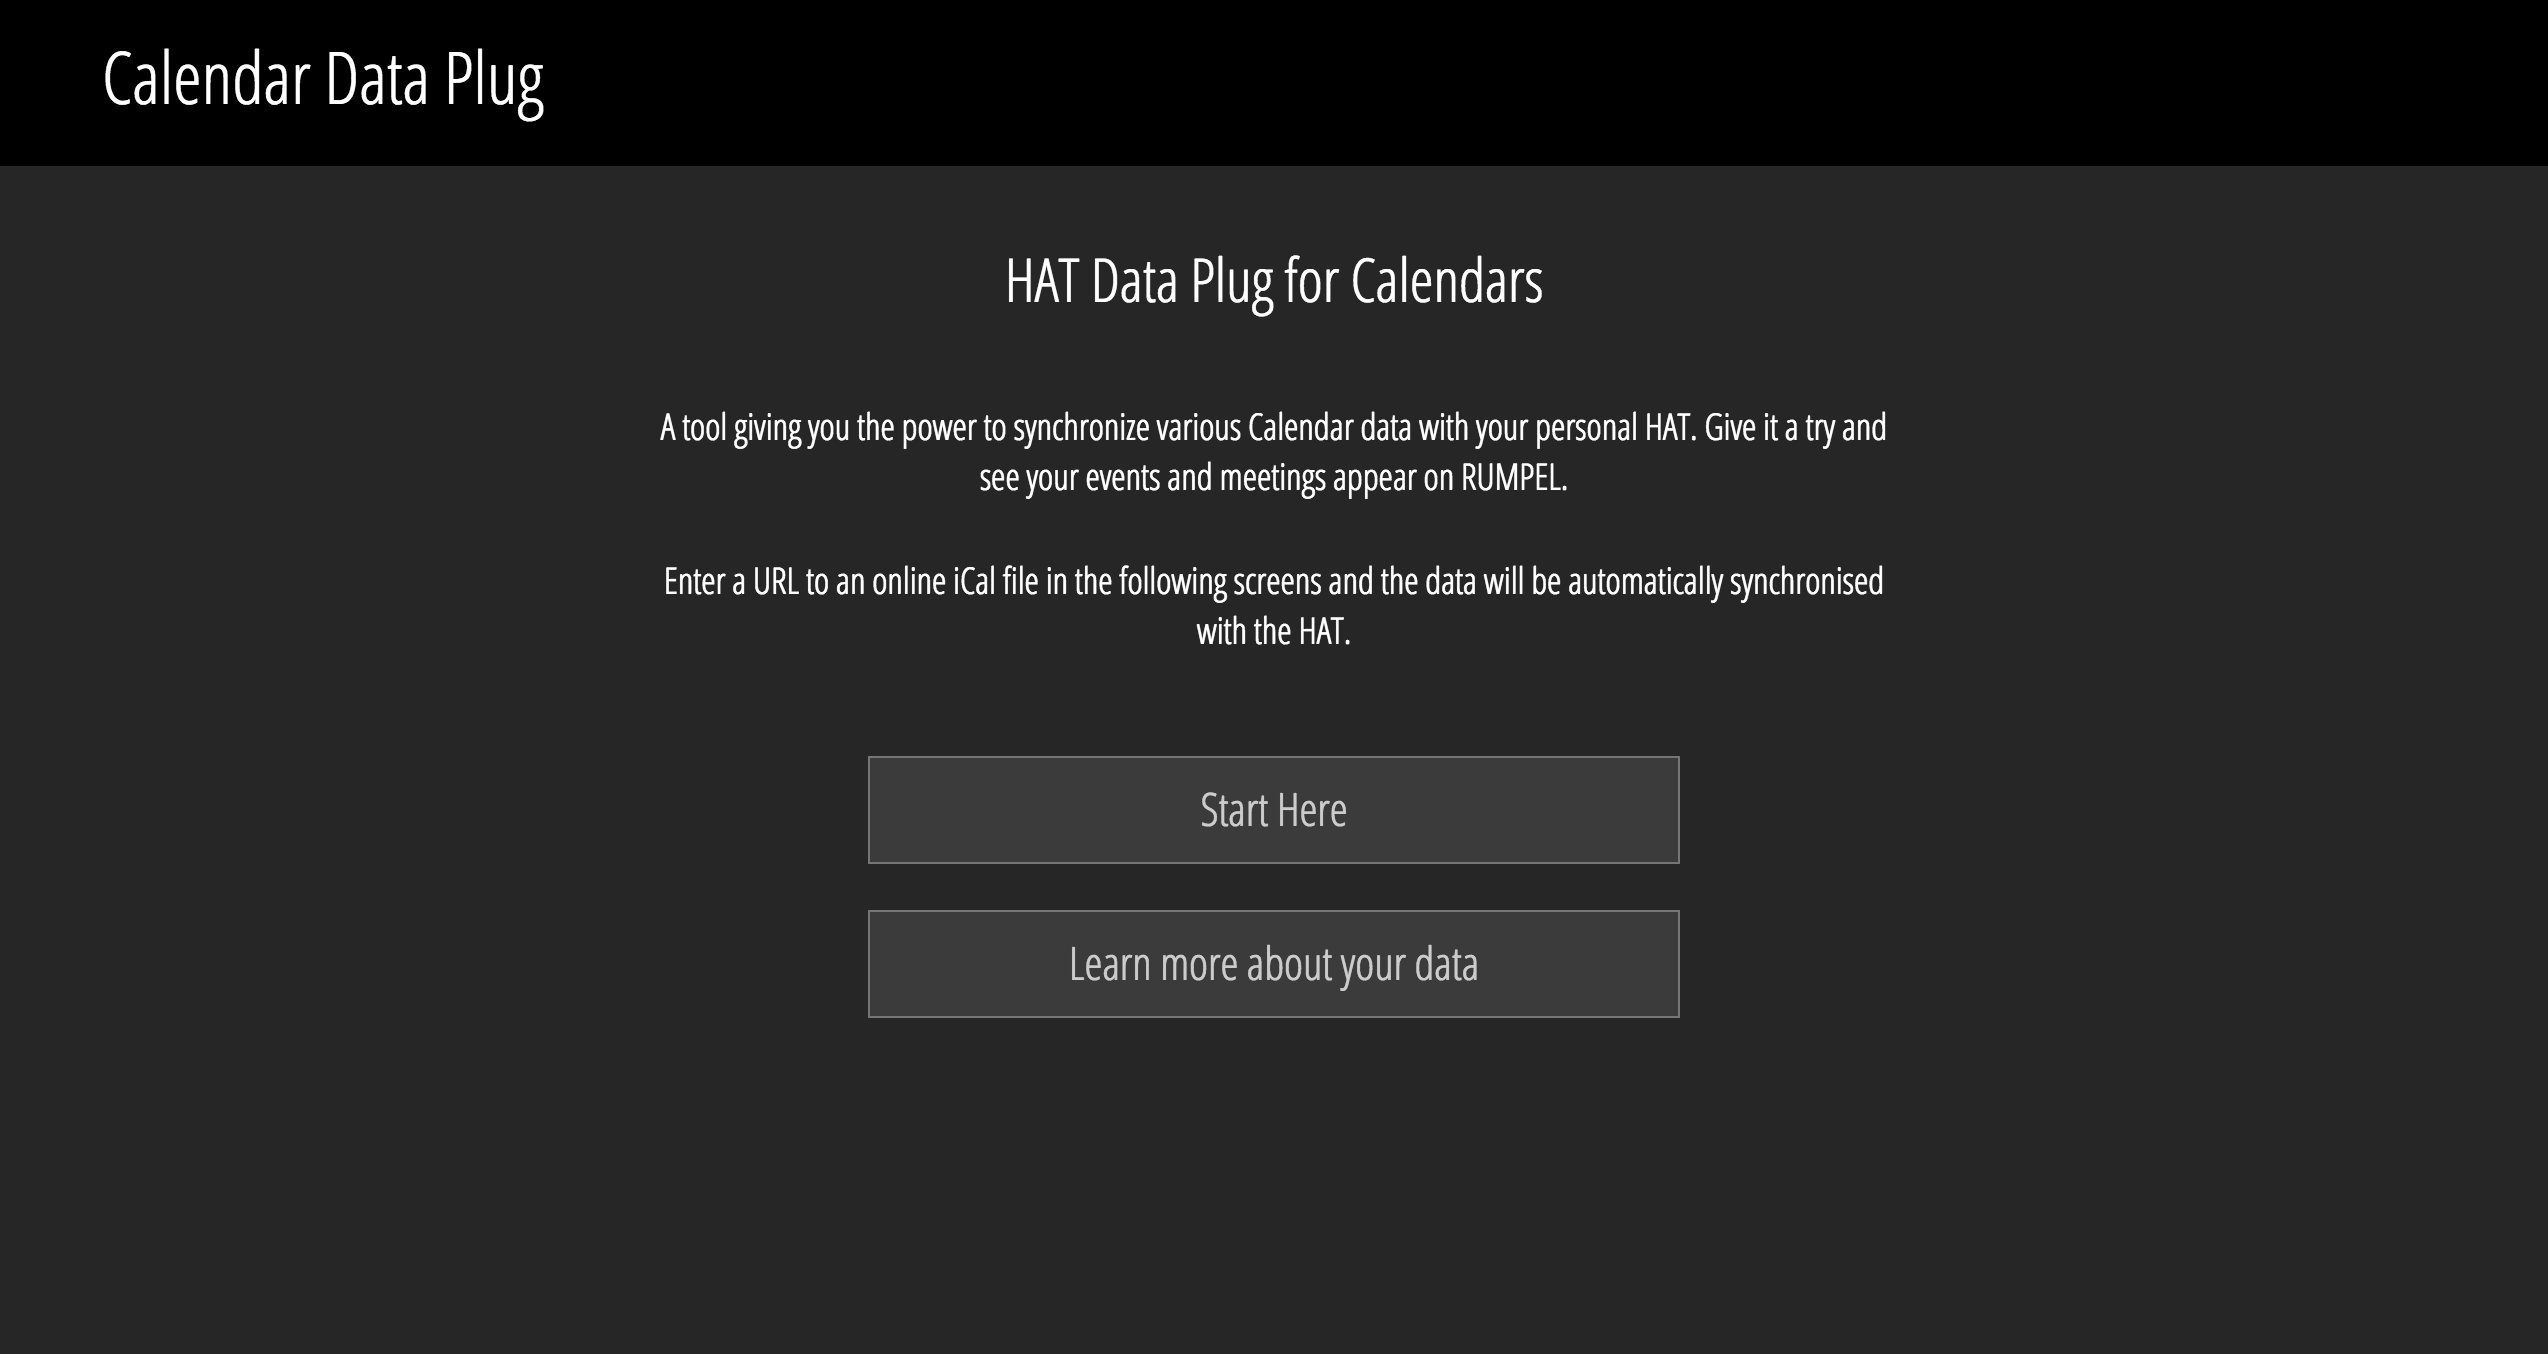 Calendar Data Plug
HAT Data Plug for Calendars
A tool giving you the power to synchronize various Calendar data with your personal HAT. Give it a try and
see your events and meetings appear on RUMPEL.
Enter a URL to an online iCal file in the following screens and the data will be automatically synchronised
with the HAT.
Start Here
Learn more about your data